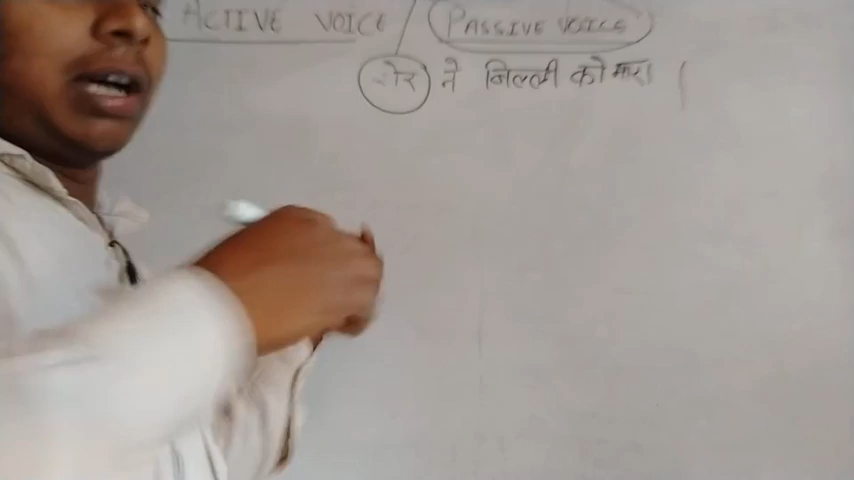 ACTIVE VOICE / PASSIVE VOICE
शेर ने बिल्ली को मारा